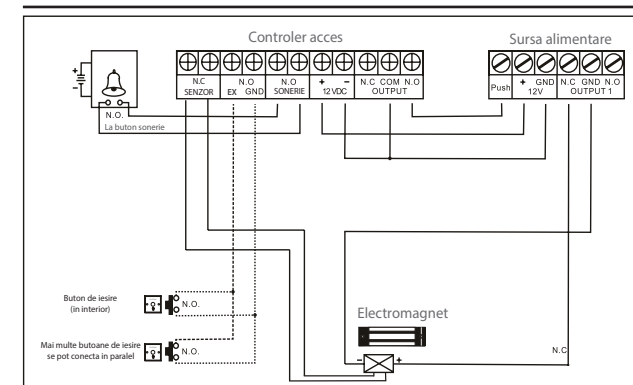 Controler acces
Sursa alimentare
N.C N.O N.O + - N.C COM N.O
SENZOR EX GND SONERIE 12VDC OUTPUT
Push + GND N.C GND N.O
12V OUTPUT 1
+
-
N.O.
La buton sonerie
Buton de iesire
(in interior)
N.O.
Mai multe butoane de iesire
se pot conecta in paralel
N.O.
Electromagnet
- +
N.C